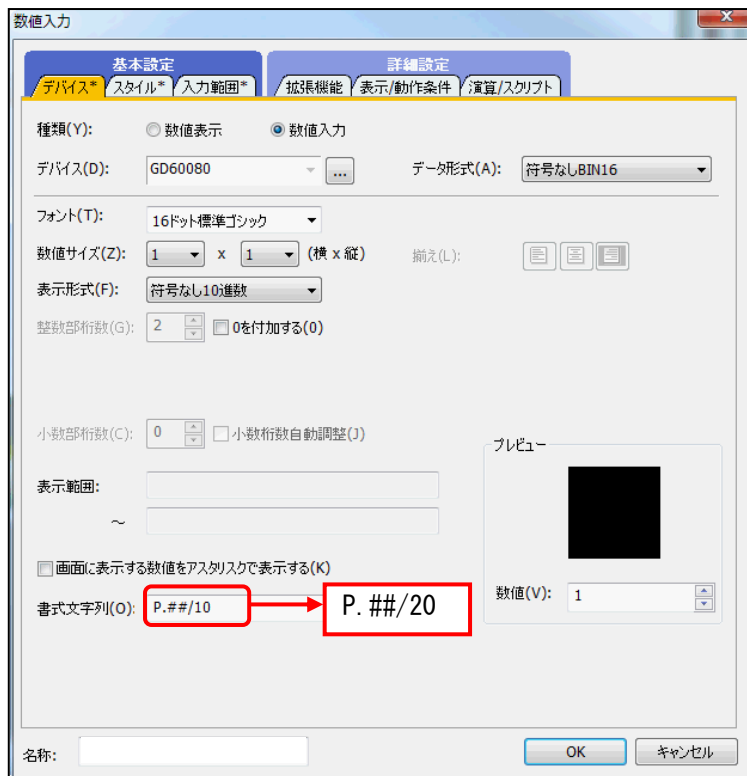 数値入力
基本設定 詳細設定
デバイス* スタイル* 入力範囲* 拡張機能 表示/動作条件 演算/スクリプト
種類(Y): 数値表示 数値入力
デバイス(D): GD60080 ... データ形式(A): 符号なしBIN16
フォント(T): 16ドット標準ゴシック
数値サイズ(Z): 1 x 1 (横 x 縦) 揃え(L):
表示形式(F): 符号なし10進数
整数部桁数(G): 2 0を付加する(0)
小数部桁数(C): 0 小数桁数自動調整(J)
プレビュー
表示範囲:
～
画面に表示する数値をアスタリスクで表示する(K)
数値(V): 1
書式文字列(O): P.##/10 P.##/20
名称: OK キャンセル